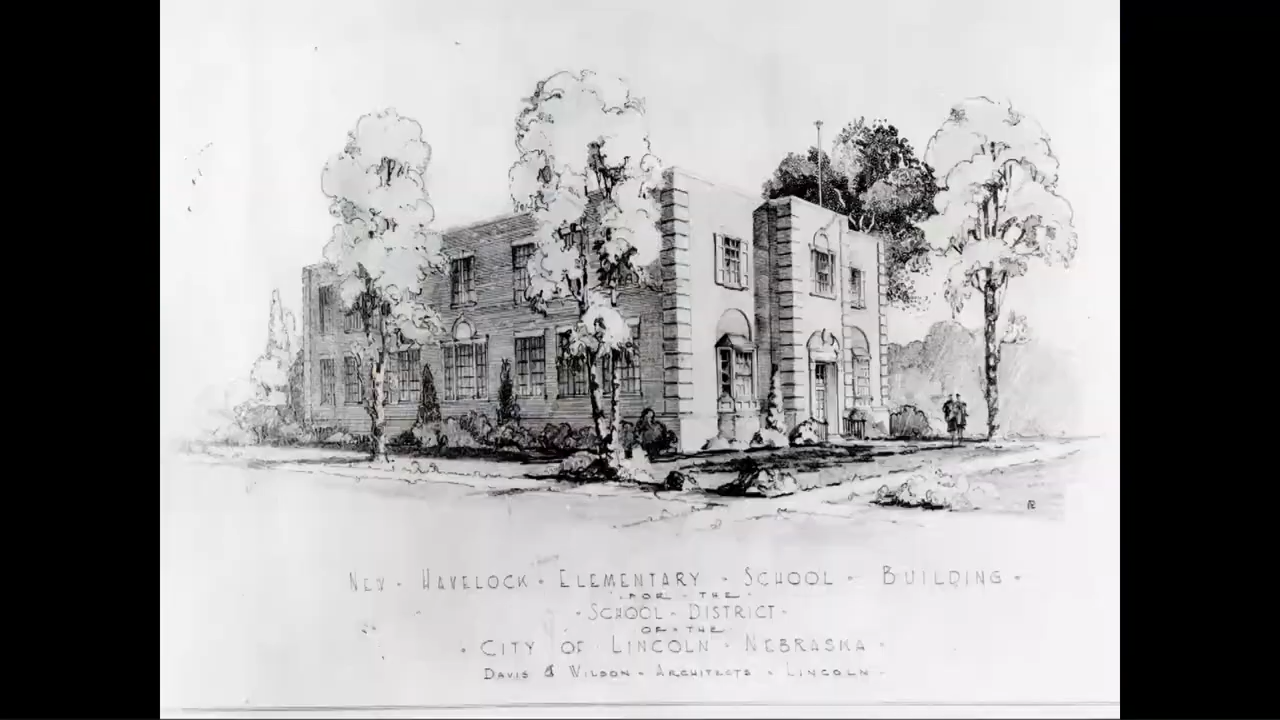 NEW · HAVELOCK · ELEMENTARY · SCHOOL · BUILDING ·
· FOR · THE ·
· SCHOOL · DISTRICT ·
OF · THE
· CITY OF · LINCOLN · NEBRASKA ·
DAVIS & WILSON · ARCHITECTS · LINCOLN ·